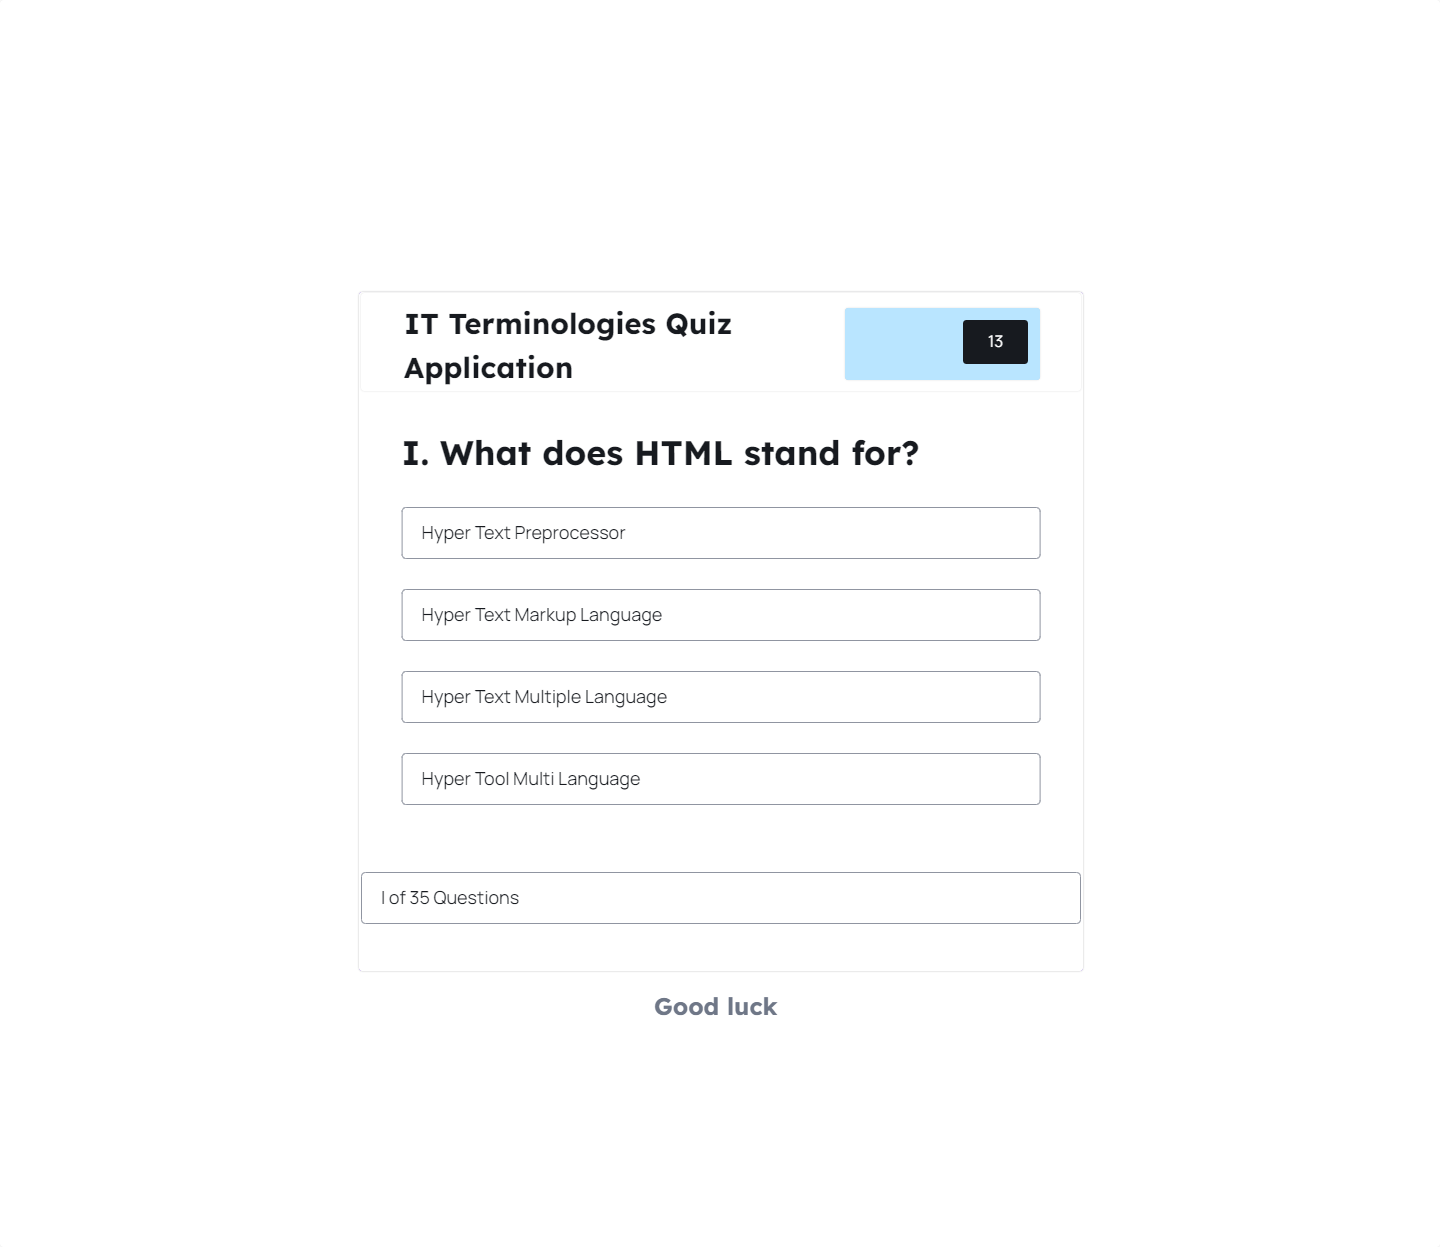 IT Terminologies Quiz
Application
13
I. What does HTML stand for?
Hyper Text Preprocessor
Hyper Text Markup Language
Hyper Text Multiple Language
Hyper Tool Multi Language
I of 35 Questions
Good luck